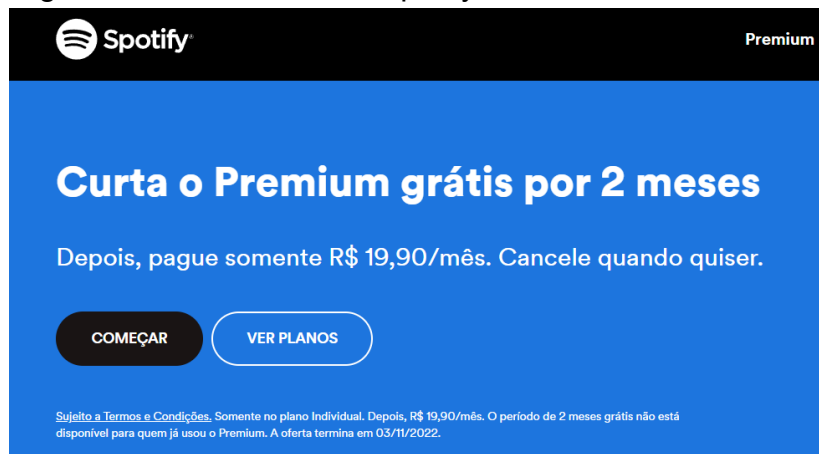 Spotify
Premium
Curta o Premium grátis por 2 meses
Depois, pague somente R$ 19,90/mês. Cancele quando quiser.
COMEÇAR
VER PLANOS
Sujeito a Termos e Condições. Somente no plano Individual. Depois, R$ 19,90/mês. O período de 2 meses grátis não está
disponível para quem já usou o Premium. A oferta termina em 03/11/2022.